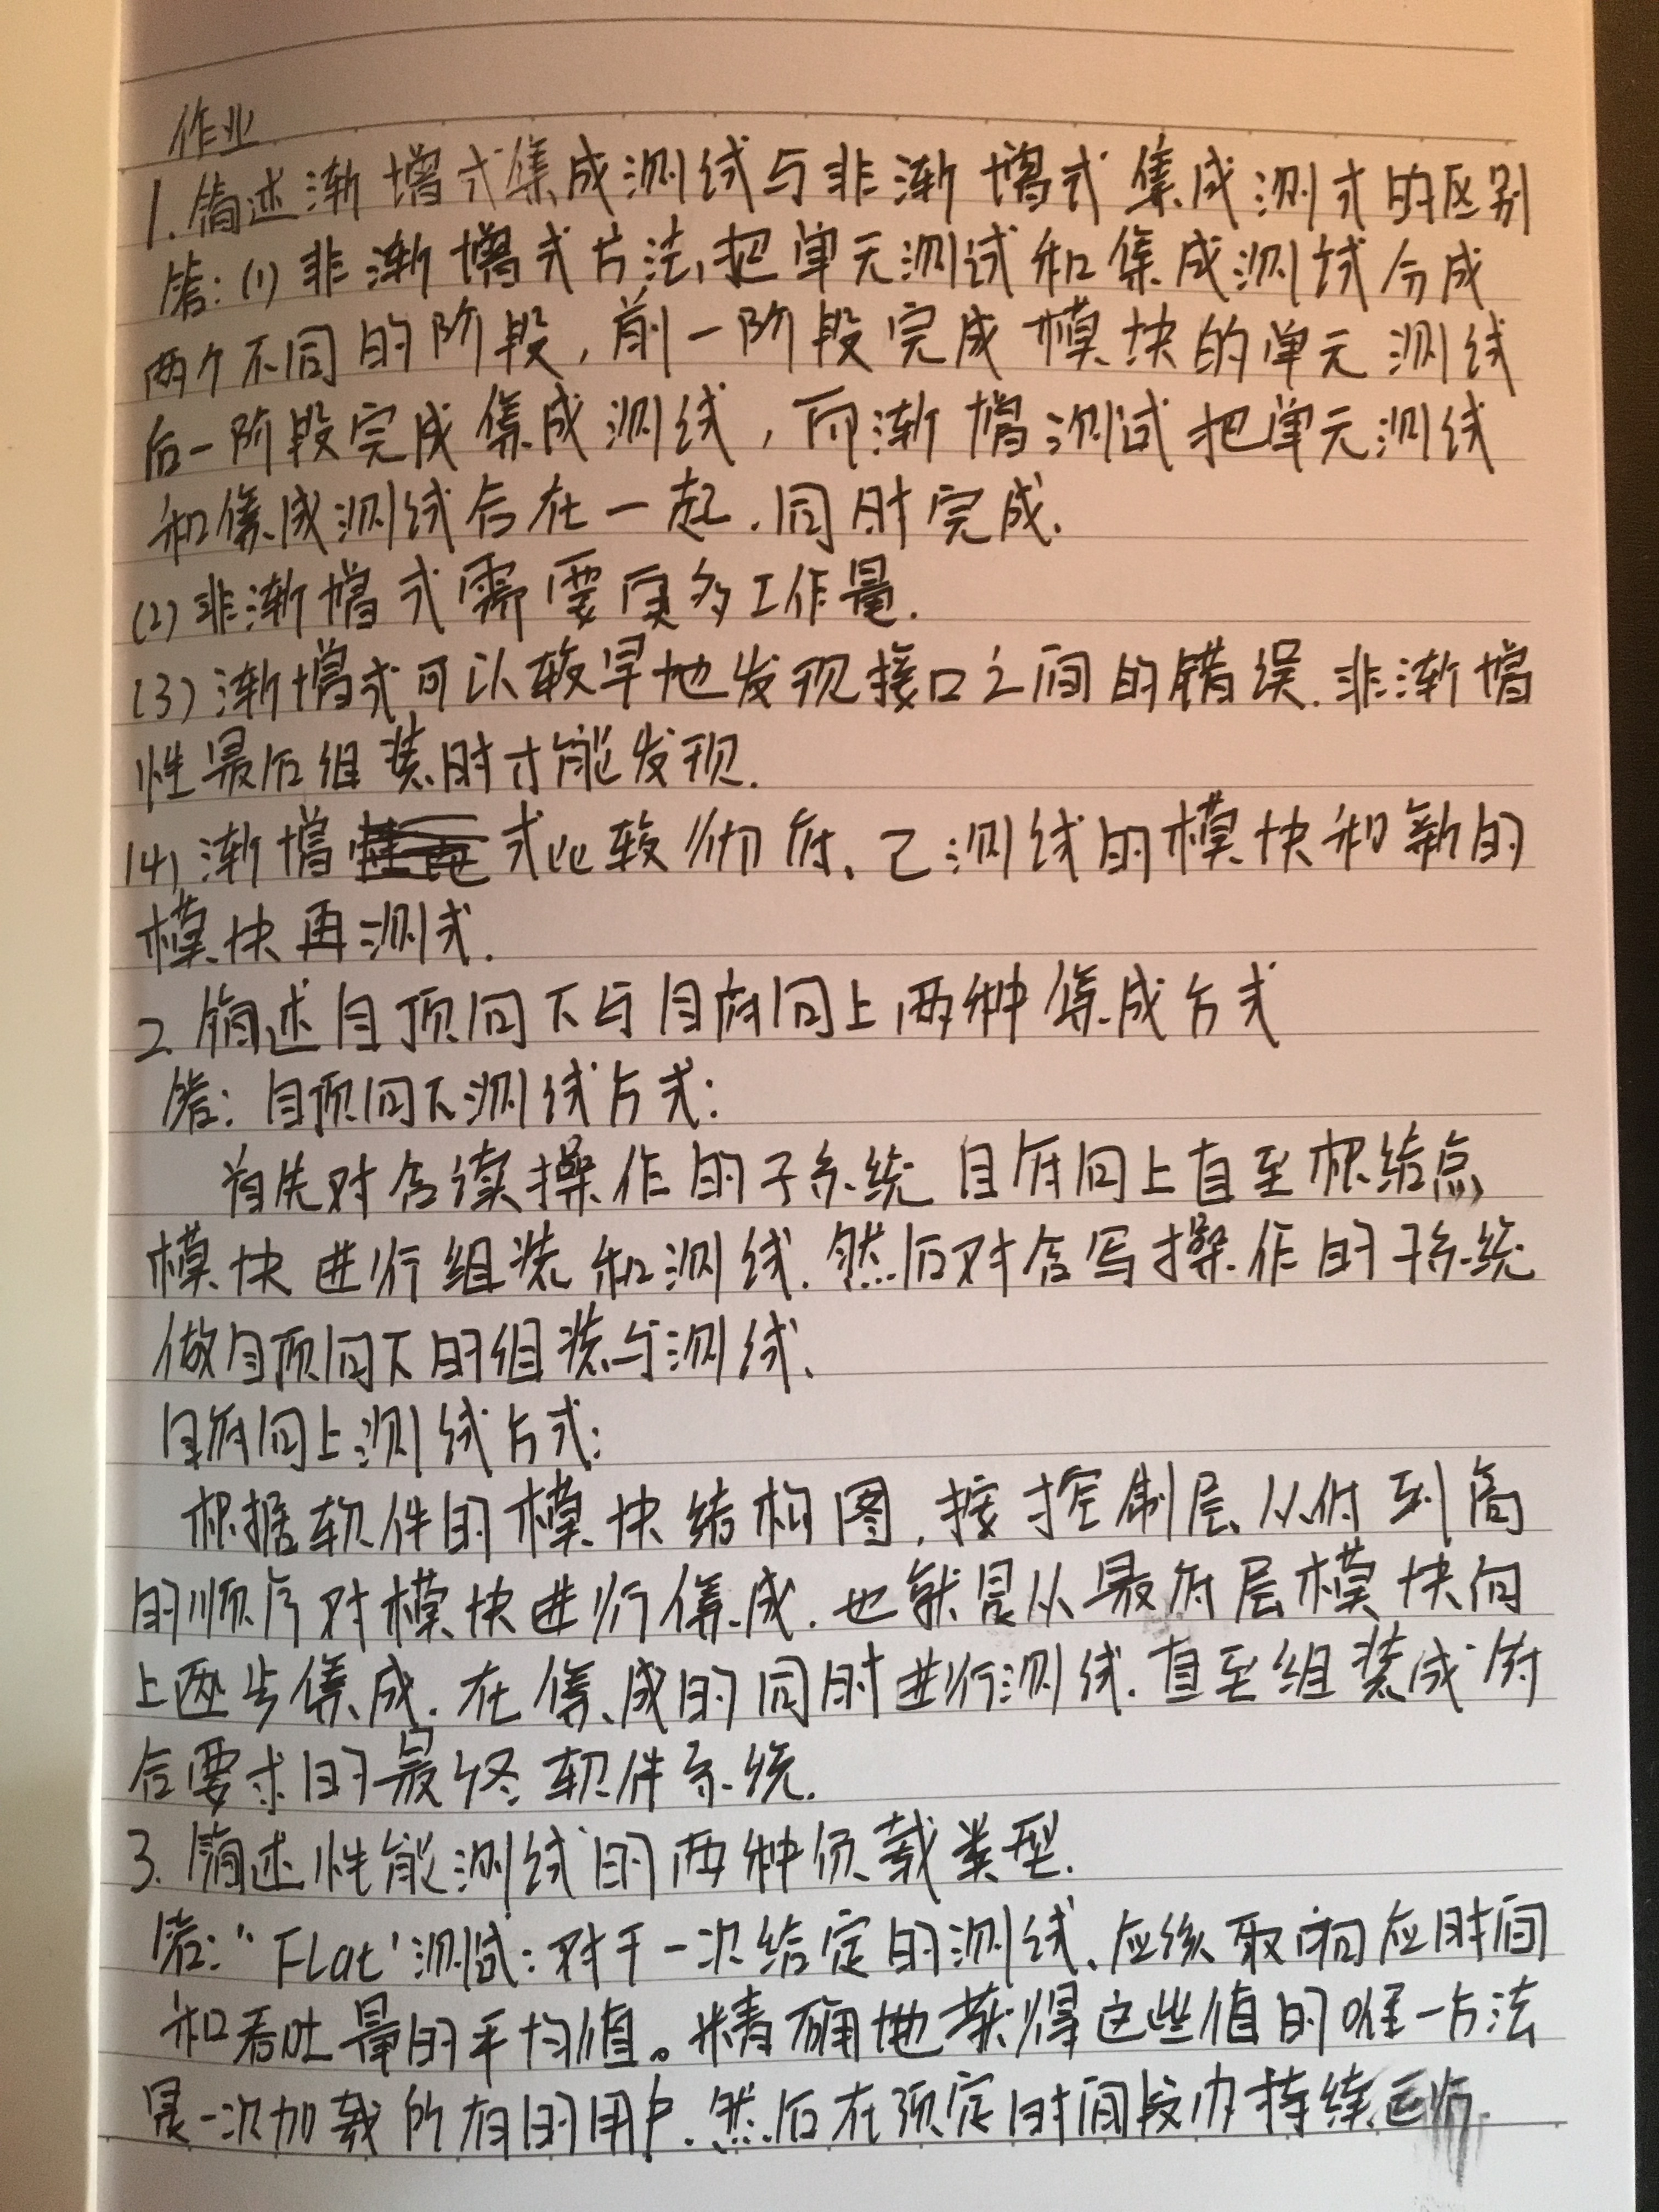 作业
1. 简述渐增式集成测试与非渐增式集成测式的区别
答：(1) 非渐增式方法，把单元测试和集成测试分成
两个不同的阶段，前一阶段完成模块的单元测试
后一阶段完成集成测试，而渐增测试把单元测试
和集成测试合在一起.同时完成.
(2) 非渐增式需要更多工作量.
(3) 渐增式可以较早地发现接口之间的错误.非渐增
性最后组装时才能发现.
(4) 渐增式比较彻底、已测试的模块和新的
模块再测试.
2. 简述自顶向下与自底向上两种集成方式
答：自顶向下测试方式：
首先对含读操作的子系统自底向上直至根结点
模块进行组装和测试.然后对含写操作的子系统
做自顶向下的组装与测试、
自底向上测试方式：
根据软件的模块结构图，按控制层从低到高
的顺序对模块进行集成.也就是从最底层模块向
上逐步集成.在集成的同时进行测试.直至组装成符
合要求的最终软件系统.
3. 简述性能测试的两种负载类型.
答："FLat'测试：对于一次给定的测试、应该取响应时间
和吞吐量的平均值。精确地获得这些值的唯一方法
是一次加载所有的用户.然后在预定时间段内持续运行.